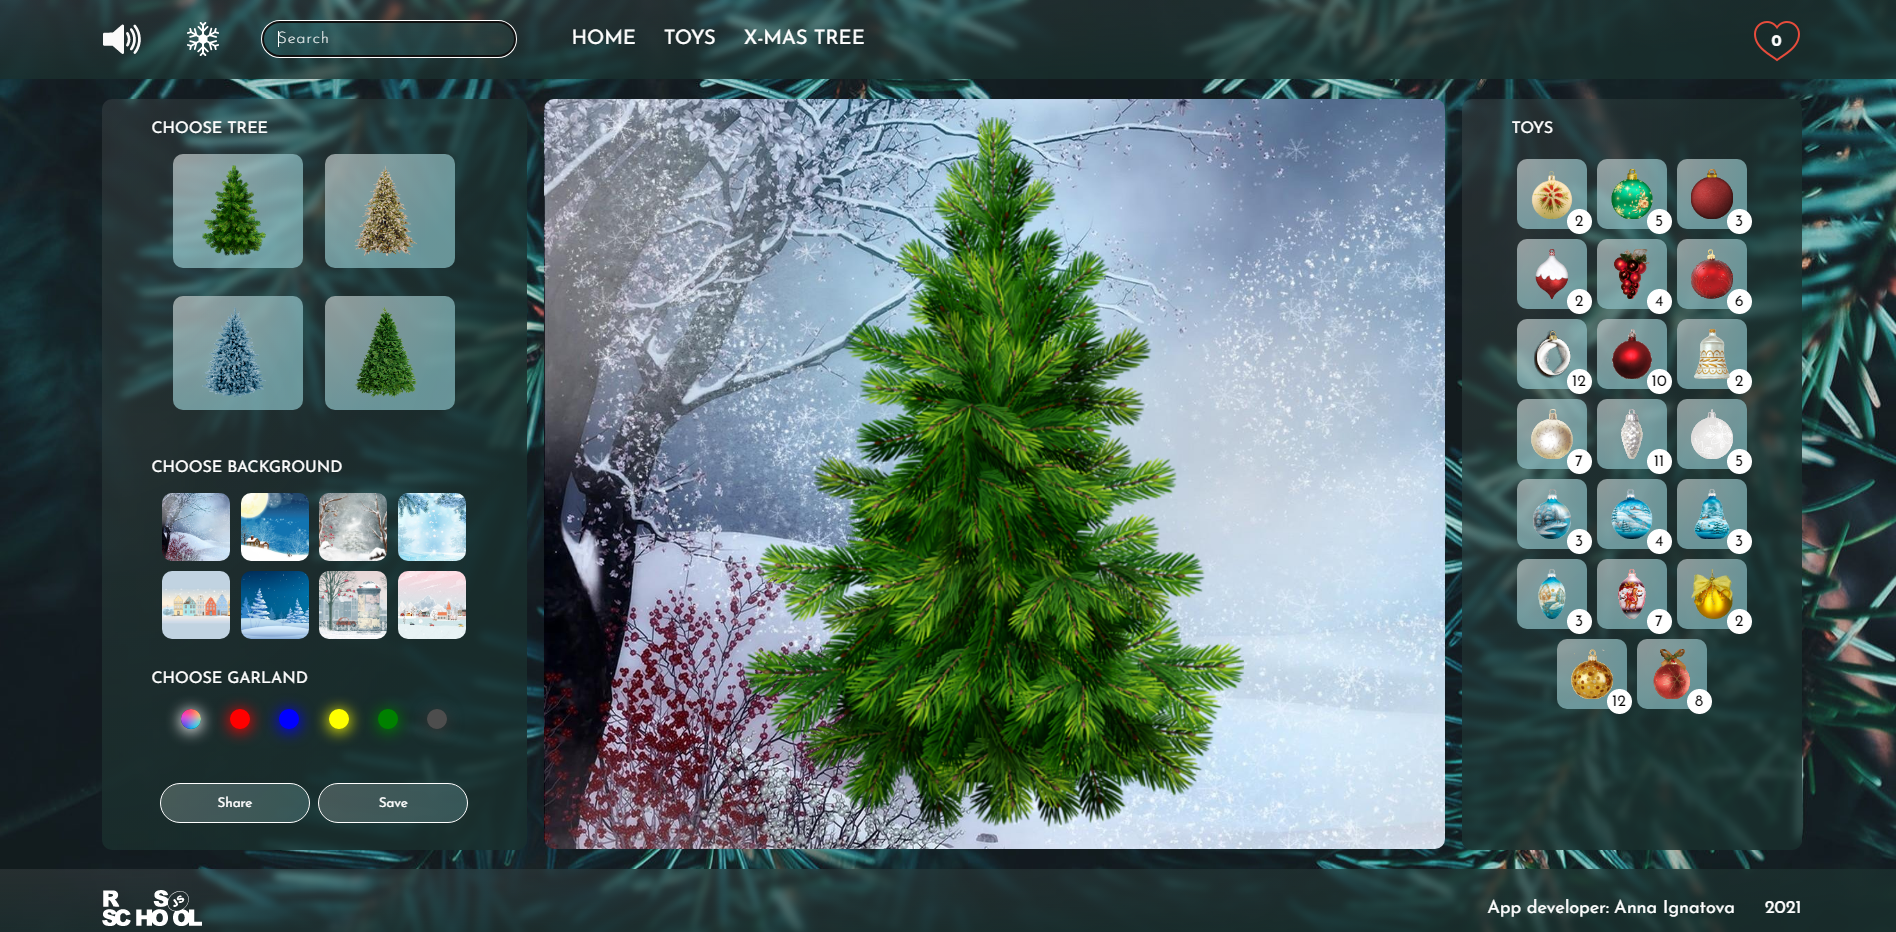 Search
HOME TOYS X-MAS TREE
0
CHOOSE TREE
CHOOSE BACKGROUND
CHOOSE GARLAND
Share Save
TOYS
2 5 3
2 4 6
12 10 2
7 11 5
3 4 3
3 7 2
12 8
R S JS
SCHOOL
App developer: Anna Ignatova 2021